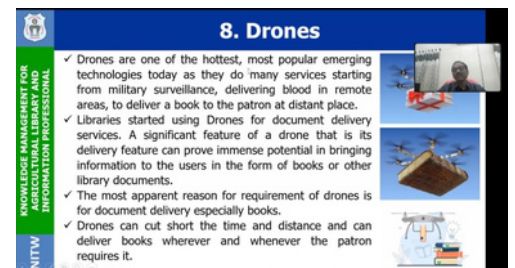 8. Drones
KNOWLEDGE MANAGEMENT FOR
AGRICULTURAL LIBRARY AND
INFORMATION PROFESSIONAL
NITW
✓ Drones are one of the hottest, most popular emerging
technologies today as they do many services starting
from military surveillance, delivering blood in remote
areas, to deliver a book to the patron at distant place.
✓ Libraries started using Drones for document delivery
services. A significant feature of a drone that is its
delivery feature can prove immense potential in bringing
information to the users in the form of books or other
library documents.
✓ The most apparent reason for requirement of drones is
for document delivery especially books.
✓ Drones can cut short the time and distance and can
deliver books wherever and whenever the patron
requires it.